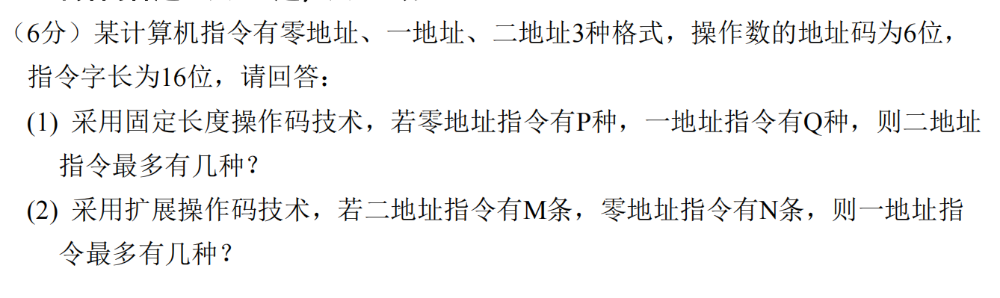 （6分）某计算机指令有零地址、一地址、二地址3种格式，操作数的地址码为6位，
指令字长为16位，请回答：
(1) 采用固定长度操作码技术，若零地址指令有P种，一地址指令有Q种，则二地址
指令最多有几种？
(2) 采用扩展操作码技术，若二地址指令有M条，零地址指令有N条，则一地址指
令最多有几种？